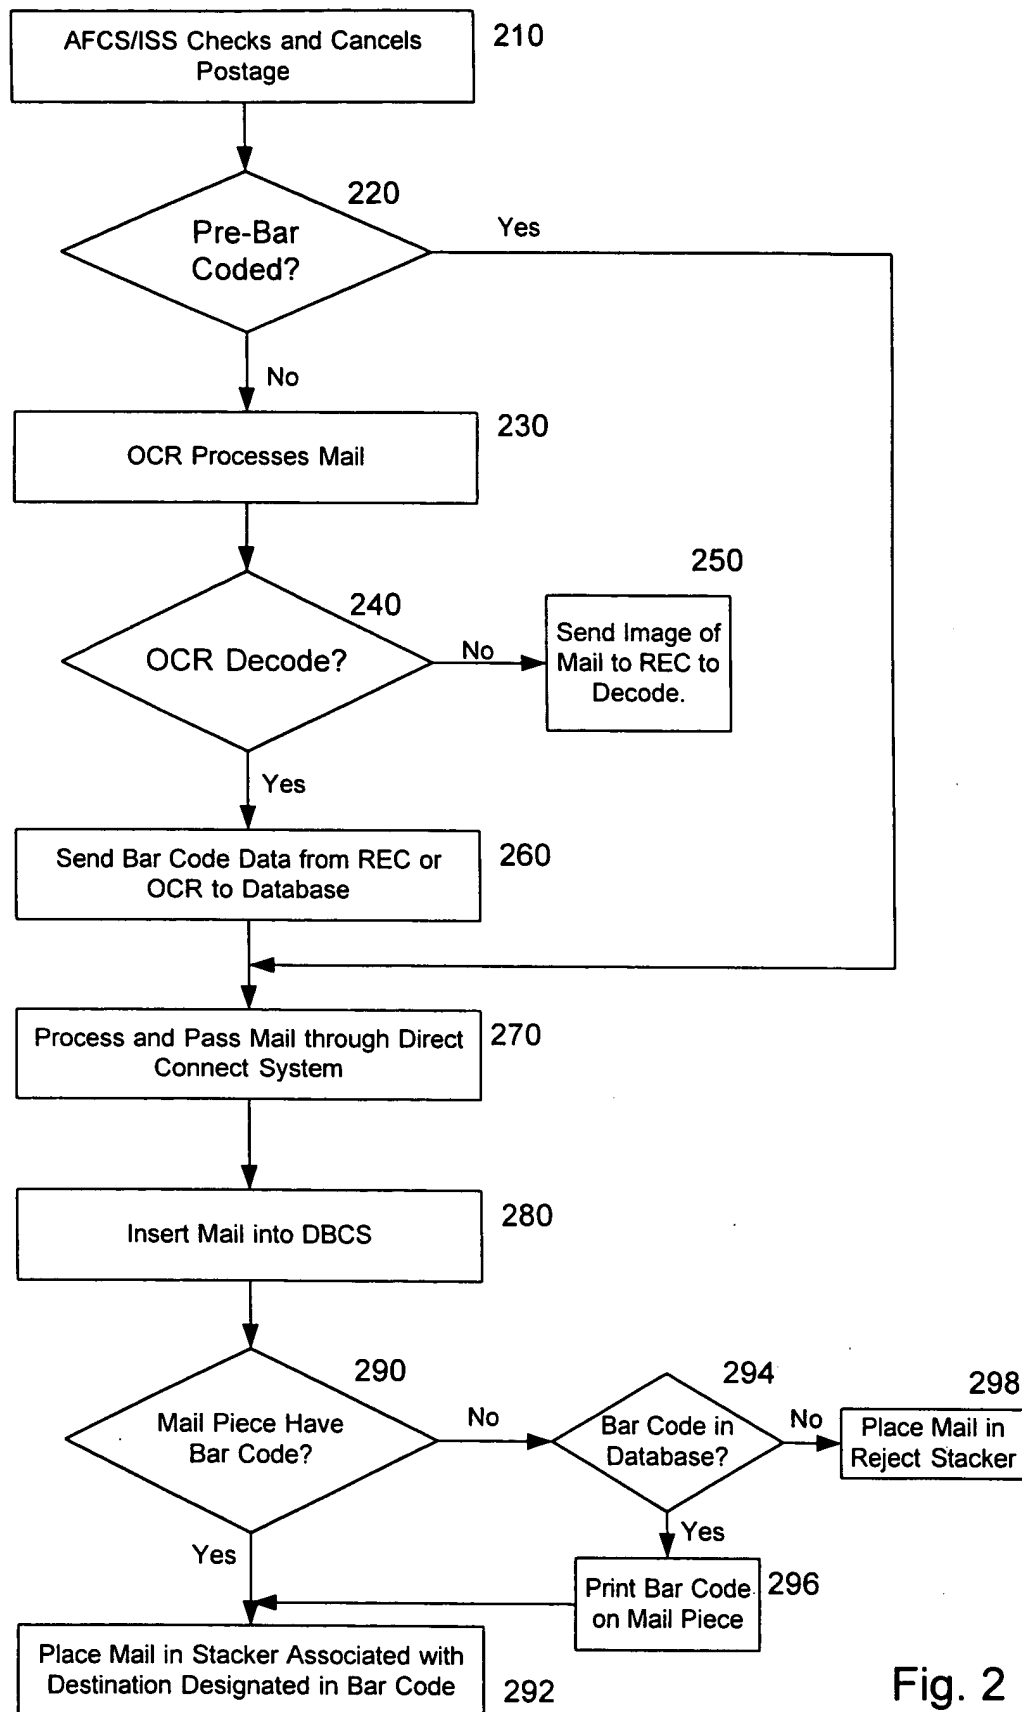 AFCS/ISS Checks and Cancels
Postage
210
220
Pre-Bar
Coded?
Yes
No
230
OCR Processes Mail
250
240
OCR Decode?
No
Send Image of
Mail to REC to
Decode.
Yes
Send Bar Code Data from REC or
OCR to Database
260
Process and Pass Mail through Direct
Connect System
270
Insert Mail into DBCS
280
290
Mail Piece Have
Bar Code?
No
294
Bar Code in
Database?
No
298
Place Mail in
Reject Stacker
Yes
Yes
Print Bar Code
on Mail Piece
296
Place Mail in Stacker Associated with
Destination Designated in Bar Code
292
Fig. 2